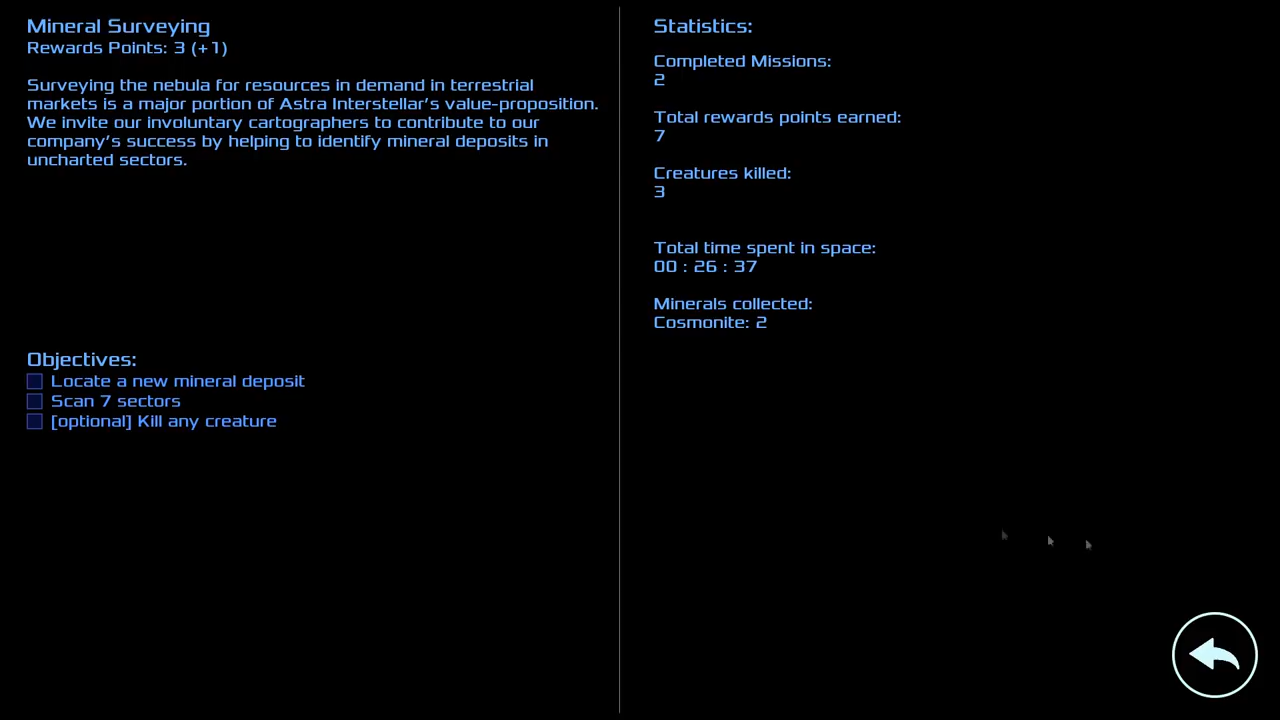 Mineral Surveying
Rewards Points: 3 (+1)
Surveying the nebula for resources in demand in terrestrial
markets is a major portion of Astra Interstellar's value-proposition.
We invite our involuntary cartographers to contribute to our
company's success by helping to identify mineral deposits in
uncharted sectors.
Objectives:
Locate a new mineral deposit
Scan 7 sectors
[optional] Kill any creature
Statistics:
Completed Missions:
2
Total rewards points earned:
7
Creatures killed:
3
Total time spent in space:
00 : 26 : 37
Minerals collected:
Cosmonite: 2